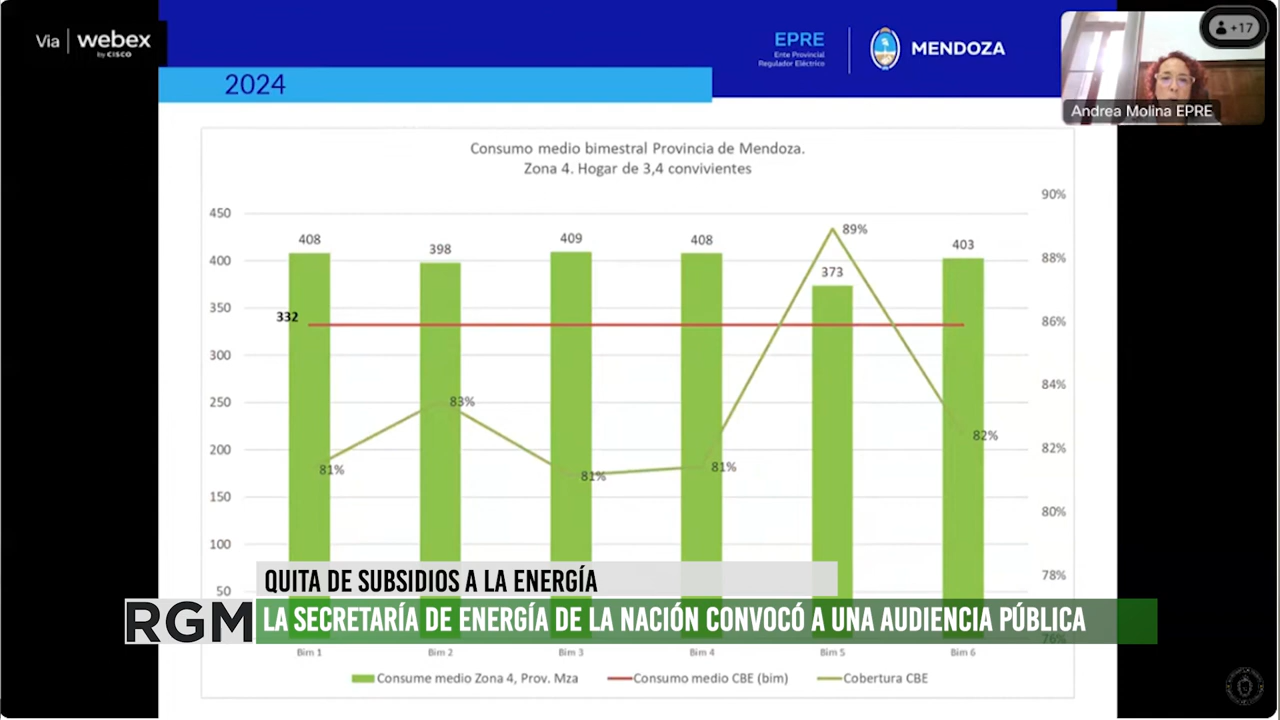 Via | webex
by CISCO
EPRE
Ente Provincial
Regulador Eléctrico
MENDOZA
+17
Andrea Molina EPRE
2024
Consumo medio bimestral Provincia de Mendoza.
Zona 4. Hogar de 3,4 convivientes
90%
450
408
398
409
408
89%
373
403
400
88%
350
332
86%
300
84%
250
83%
82%
82%
200
81%
81%
81%
150
80%
100
78%
50
QUITA DE SUBSIDIOS A LA ENERGÍA
RGM
LA SECRETARÍA DE ENERGÍA DE LA NACIÓN CONVOCÓ A UNA AUDIENCIA PÚBLICA
76%
Bim 1
Bim 2
Bim 3
Bim 4
Bim 5
Bim 6
Consume medio Zona 4, Prov. Mza
Consumo medio CBE (bim)
Cobertura CBE